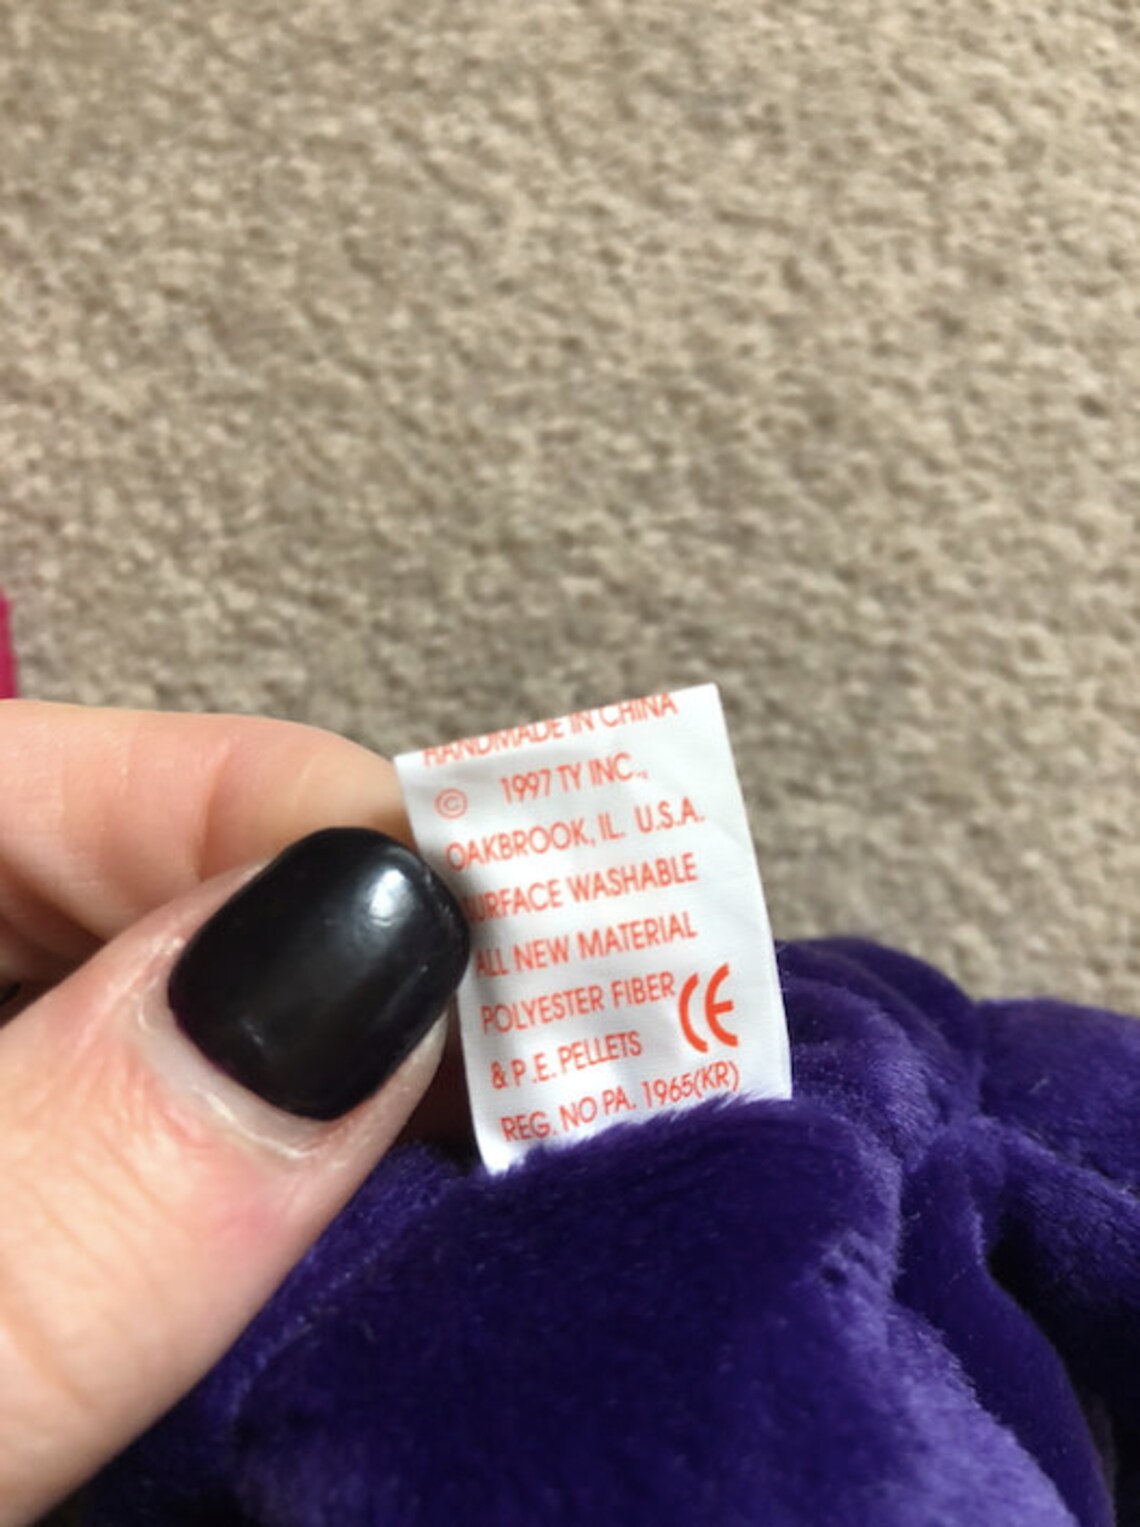 HANDMADE IN CHINA
© 1997 TY INC.,
OAKBROOK, IL. U.S.A.
SURFACE WASHABLE
ALL NEW MATERIAL
POLYESTER FIBER CE
& P.E. PELLETS
REG. NO PA. 1965(KR)